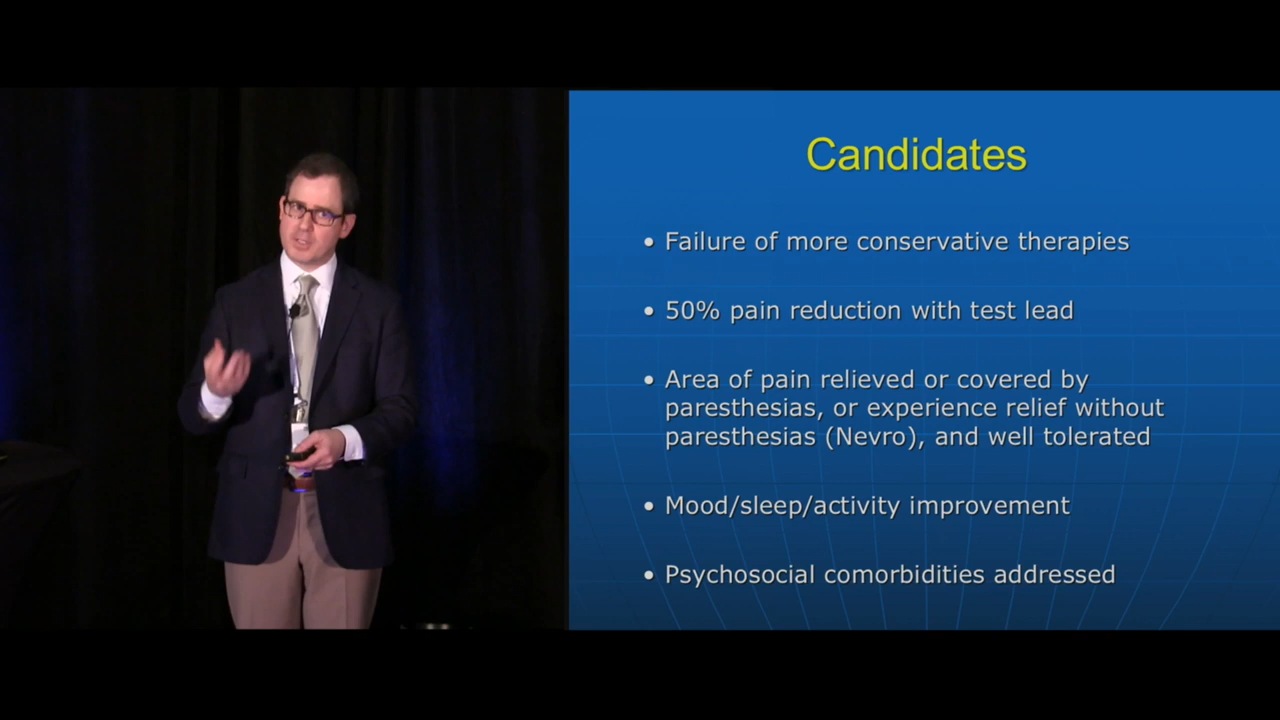 Candidates
• Failure of more conservative therapies
• 50% pain reduction with test lead
• Area of pain relieved or covered by
paresthesias, or experience relief without
paresthesias (Nevro), and well tolerated
• Mood/sleep/activity improvement
• Psychosocial comorbidities addressed